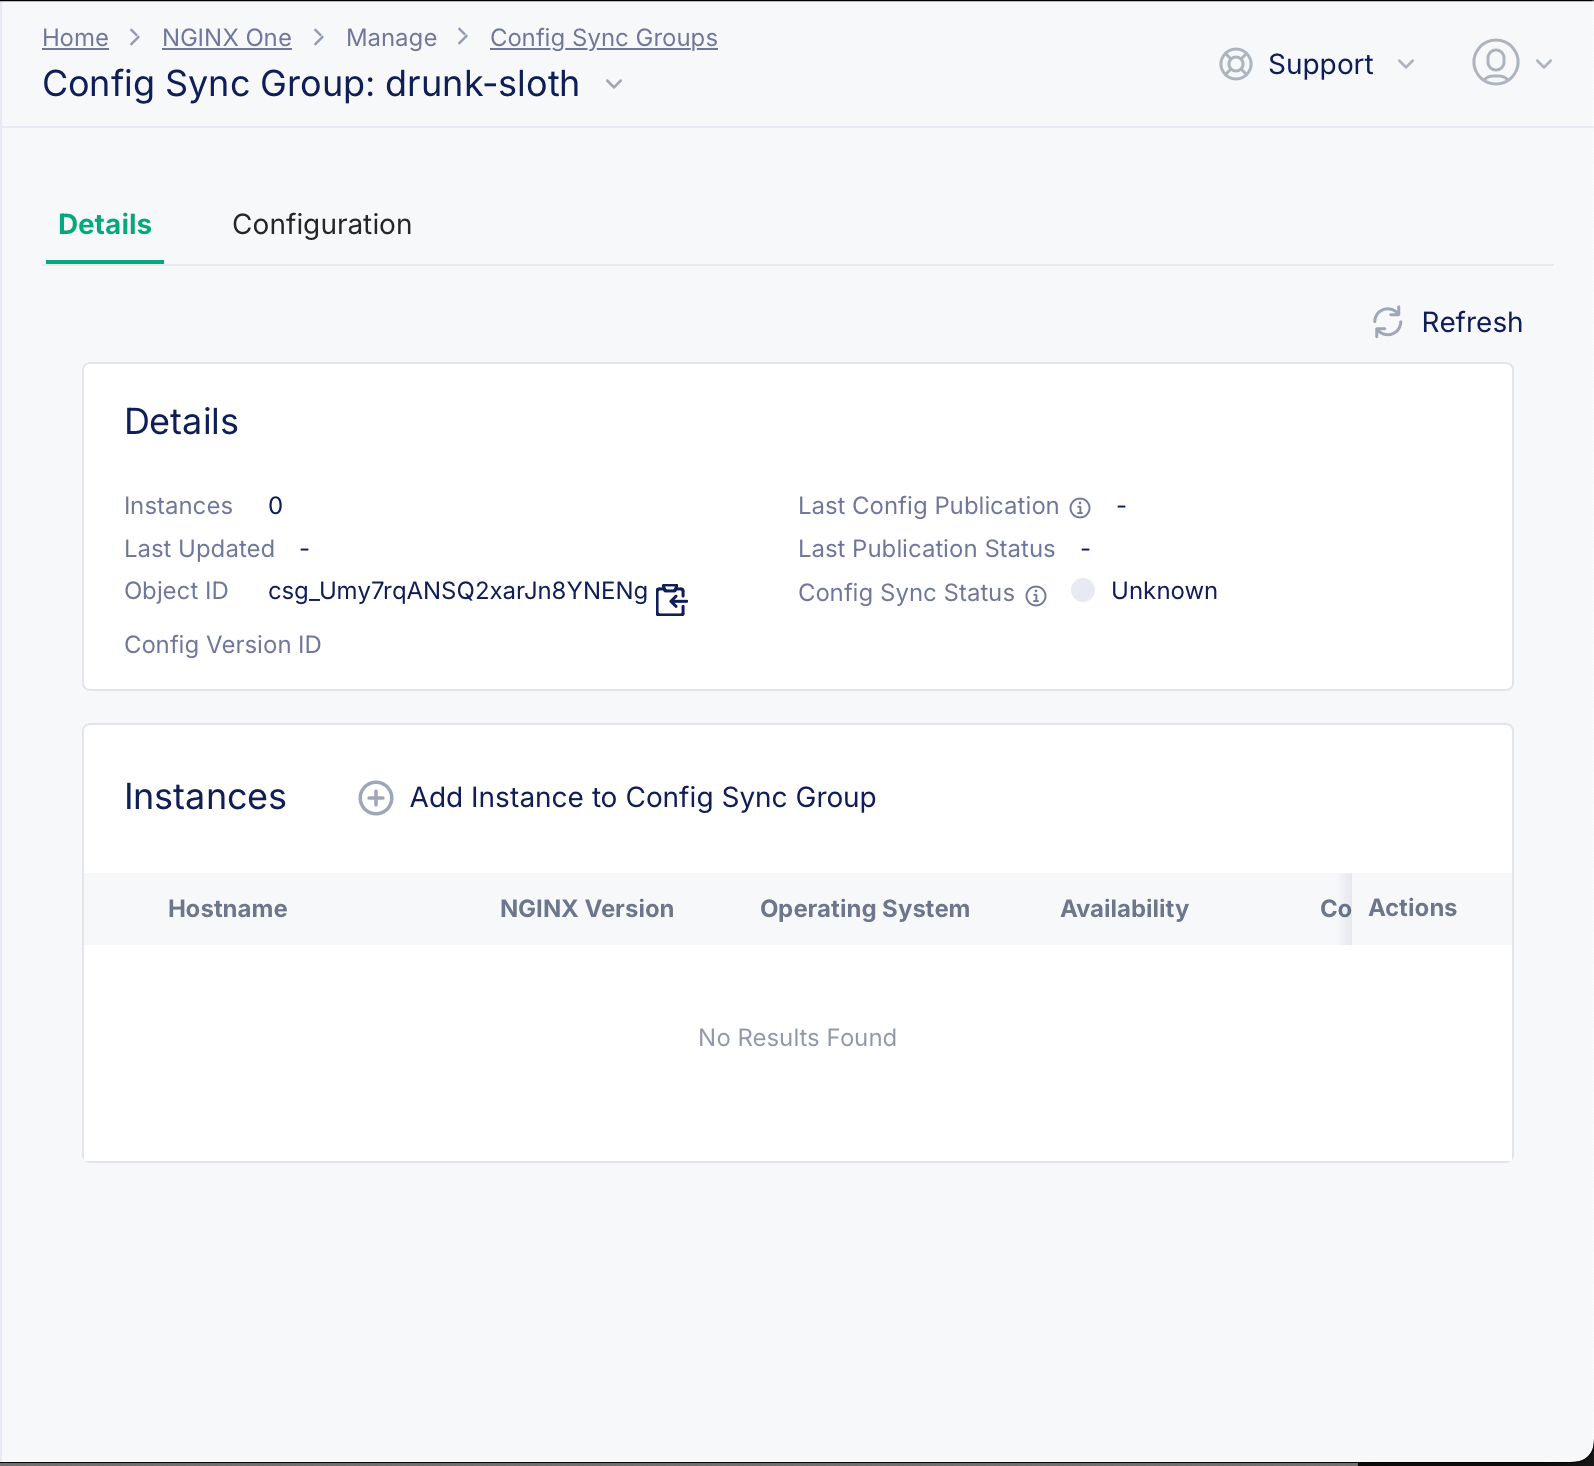 Home > NGINX One > Manage > Config Sync Groups
Config Sync Group: drunk-sloth
Support
Details
Configuration
Refresh
Details
Instances 0
Last Updated -
Object ID csg_Umy7rqANSQ2xarJn8YNENg
Config Version ID
Last Config Publication -
Last Publication Status -
Config Sync Status Unknown
Instances
Add Instance to Config Sync Group
Hostname NGINX Version Operating System Availability Co Actions
No Results Found